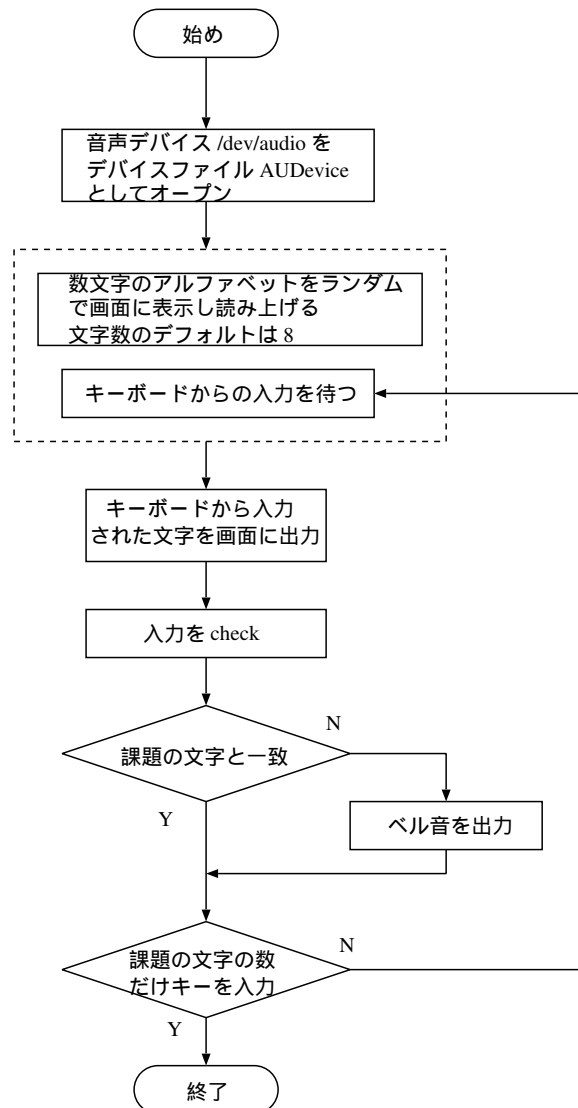 始め
音声デバイス /dev/audio を
デバイスファイル AUDevice
としてオープン
数文字のアルファベットをランダム
で画面に表示し読み上げる
文字数のデフォルトは 8
キーボードからの入力を待つ
キーボードから入力
された文字を画面に出力
入力を check
課題の文字と一致
N
Y
ベル音を出力
課題の文字の数
だけキーを入力
N
Y
終了